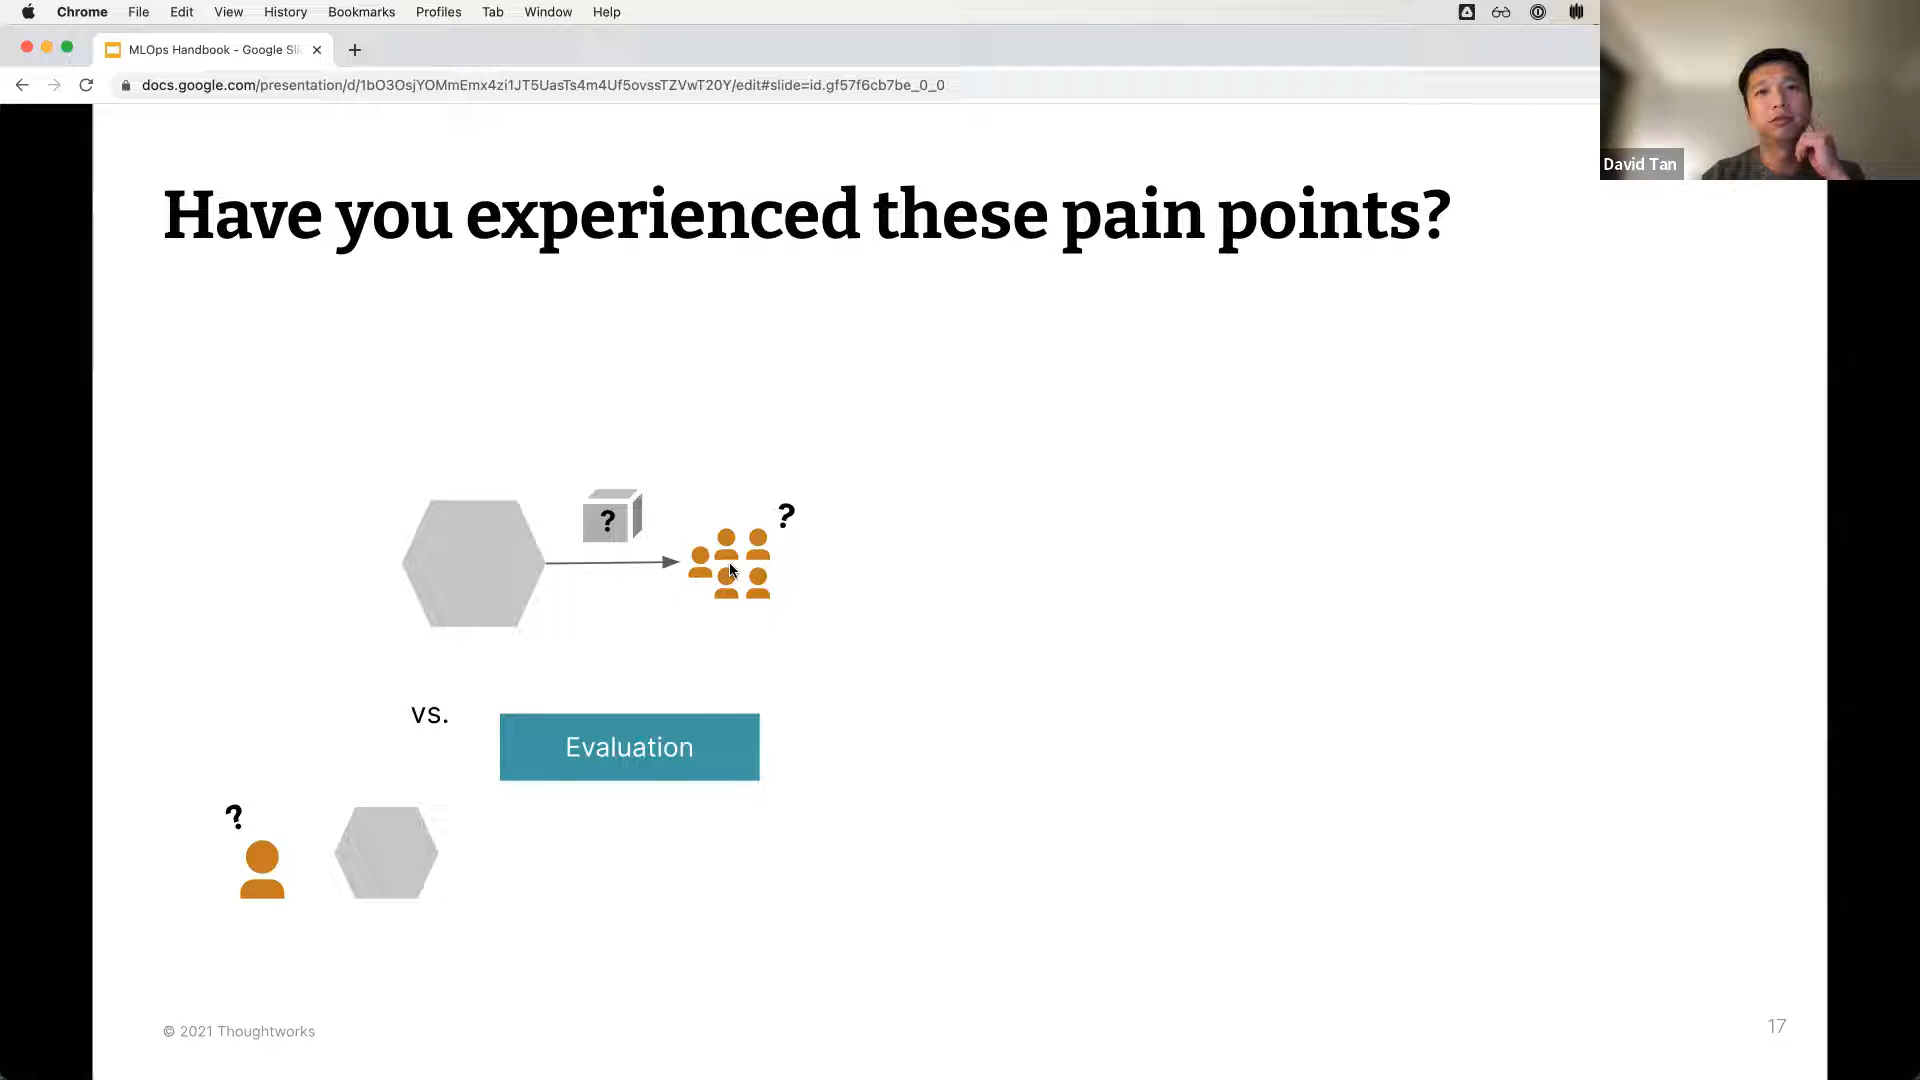 Chrome File Edit View History Bookmarks Profiles Tab Window Help
MLOps Handbook - Google Sli
docs.google.com/presentation/d/1bO3OsjYOMmEmx4zi1JT5UasTs4m4Uf5ovssTZVwT20Y/edit#slide=id.gf57f6cb7be_0_0
David Tan
Have you experienced these pain points?
?
?
vs.
Evaluation
?
© 2021 Thoughtworks
17